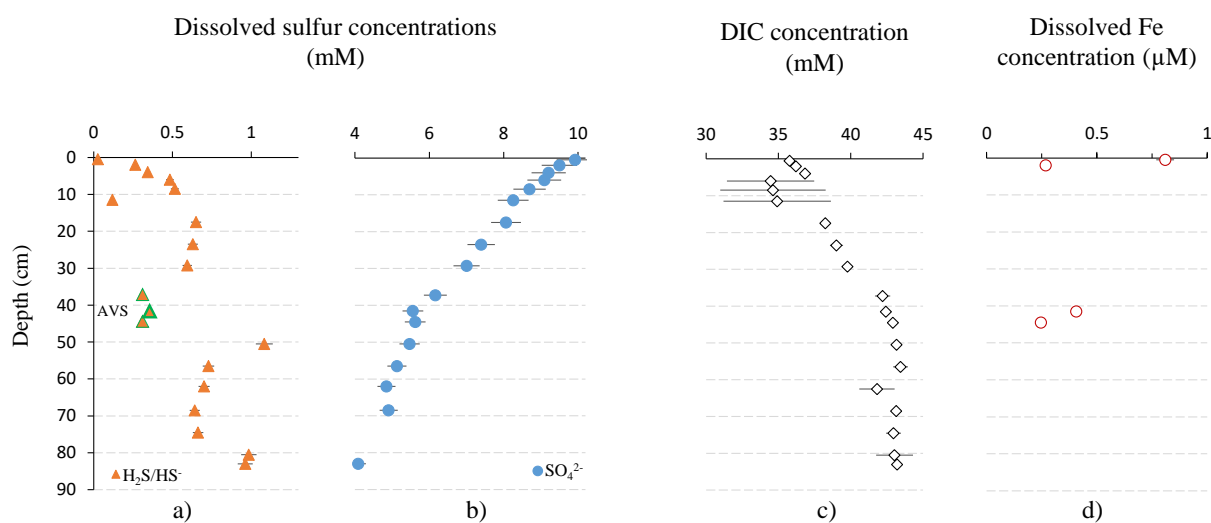 Dissolved sulfur concentrations
(mM)
DIC concentration
(mM)
Dissolved Fe
concentration (µM)
0 0.5 1
4 6 8 10
30 35 40 45
0 0.5 1
0
10
20
30
40
50
60
70
80
90
Depth (cm)
AVS
H₂S/HS⁻
SO₄²⁻
a) b) c) d)